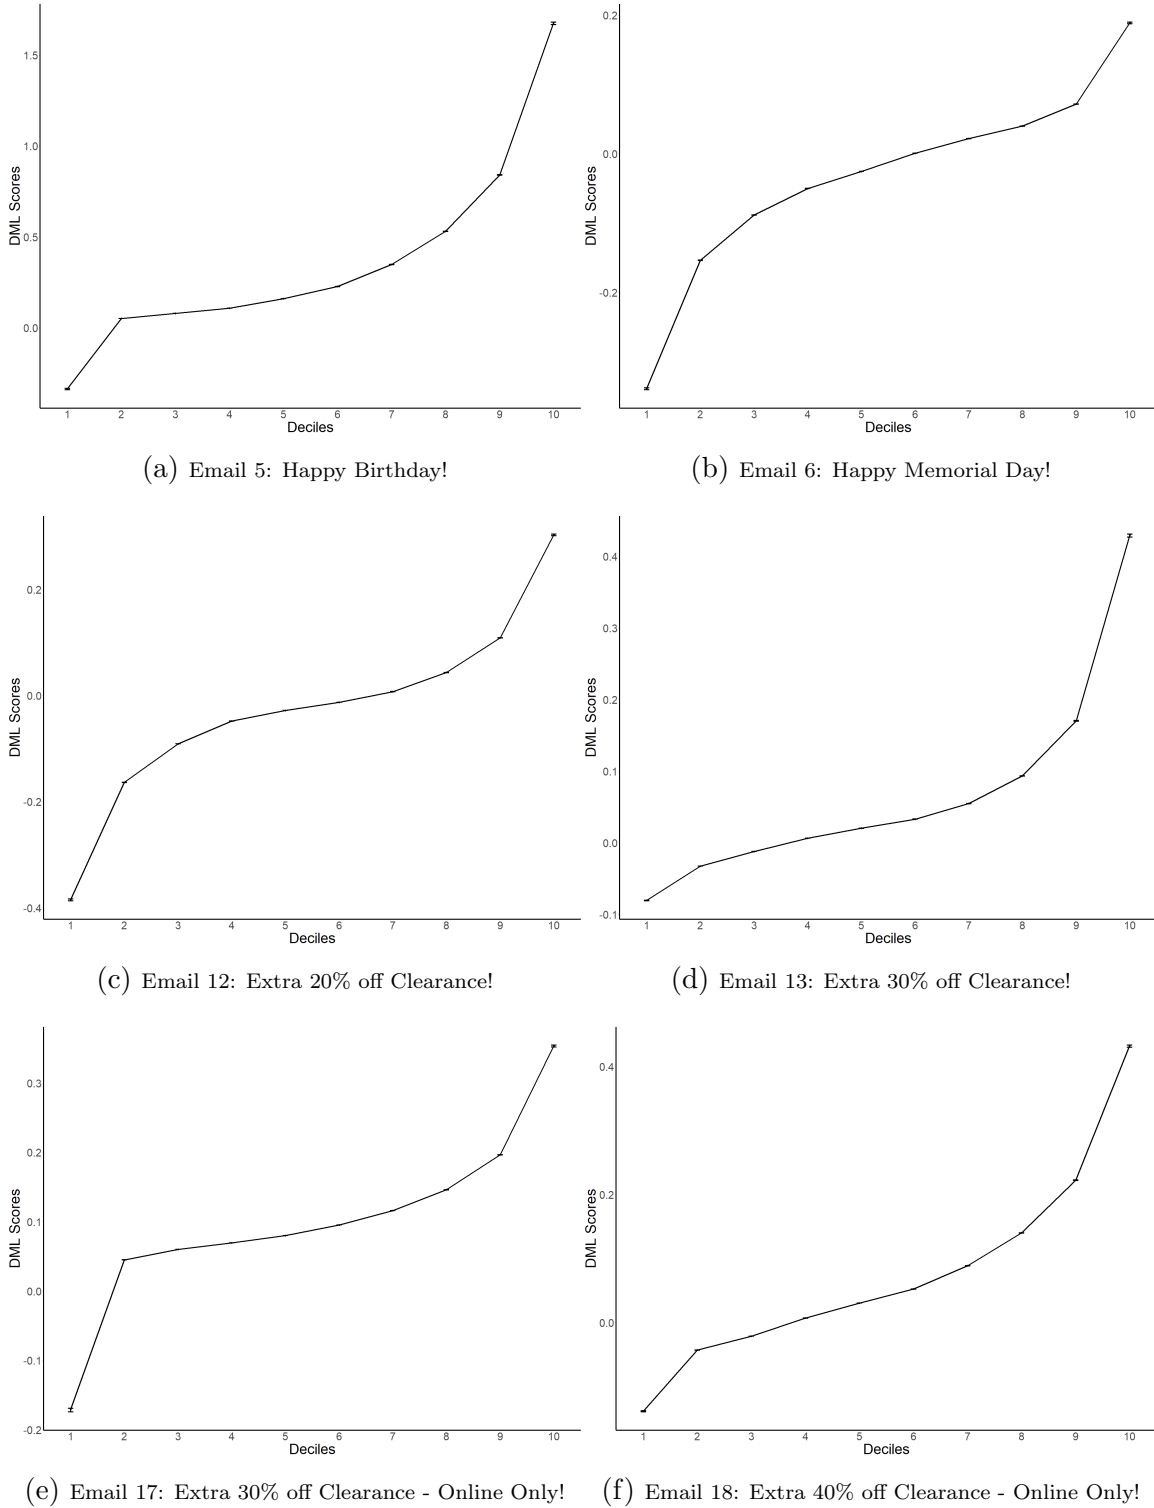 1.5
1.0
0.5
0.0
DML Scores
1 2 3 4 5 6 7 8 9 10
Deciles
(a) Email 5: Happy Birthday!
0.2
0.0
-0.2
DML Scores
1 2 3 4 5 6 7 8 9 10
Deciles
(b) Email 6: Happy Memorial Day!
0.2
0.0
-0.2
-0.4
DML Scores
1 2 3 4 5 6 7 8 9 10
Deciles
(c) Email 12: Extra 20% off Clearance!
0.4
0.3
0.2
0.1
0.0
-0.1
DML Scores
1 2 3 4 5 6 7 8 9 10
Deciles
(d) Email 13: Extra 30% off Clearance!
0.3
0.2
0.1
0.0
-0.1
-0.2
DML Scores
1 2 3 4 5 6 7 8 9 10
Deciles
(e) Email 17: Extra 30% off Clearance - Online Only!
0.4
0.2
0.0
DML Scores
1 2 3 4 5 6 7 8 9 10
Deciles
(f) Email 18: Extra 40% off Clearance - Online Only!